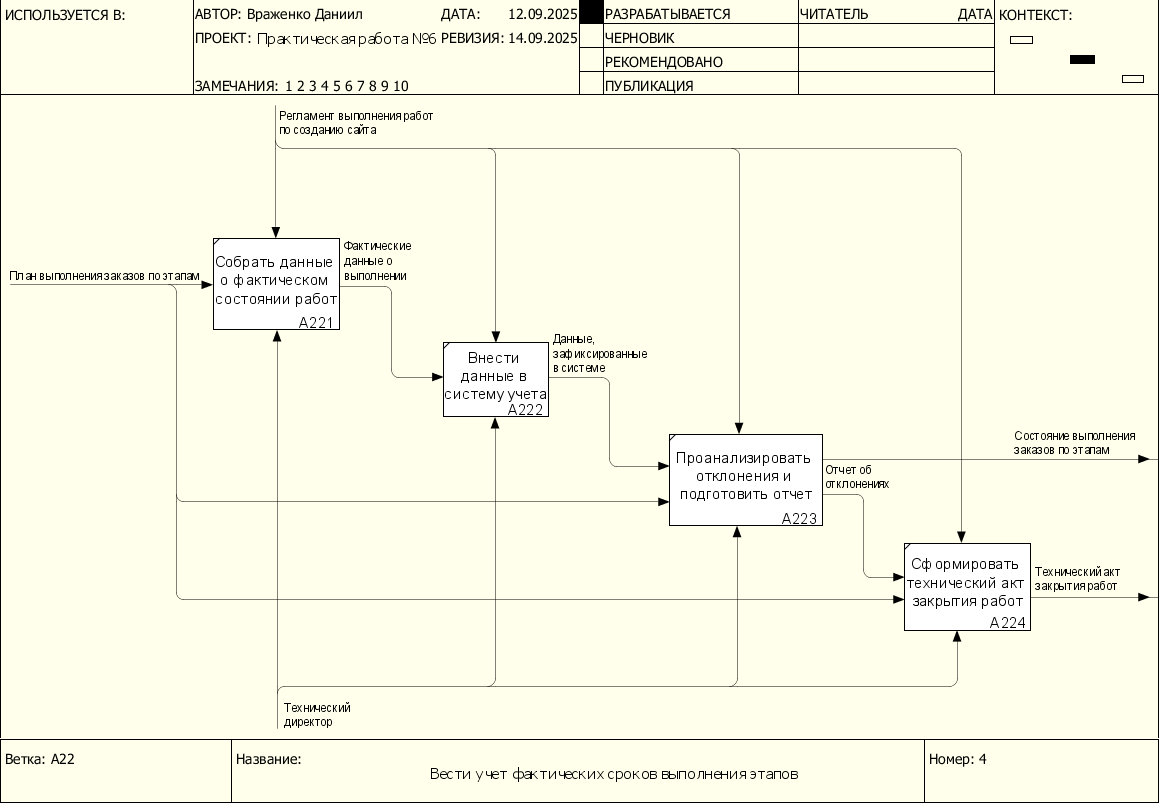 ИСПОЛЬЗУЕТСЯ В:
АВТОР: Враженко Даниил
ДАТА: 12.09.2025
ПРОЕКТ: Практическая работа №6
РЕВИЗИЯ: 14.09.2025
ЗАМЕЧАНИЯ: 1 2 3 4 5 6 7 8 9 10
РАЗРАБАТЫВАЕТСЯ
ЧЕРНОВИК
РЕКОМЕНДОВАНО
ПУБЛИКАЦИЯ
ЧИТАТЕЛЬ
ДАТА
КОНТЕКСТ:
Регламент выполнения работ
по созданию сайта
План выполнения заказов по этапам
Собрать данные
о фактическом
состоянии работ
A221
Фактические
данные о
выполнении
Внести
данные в
систему учета
A222
Данные,
зафиксированные
в системе
Проанализировать
отклонения и
подготовить отчет
A223
Состояние выполнения
заказов по этапам
Отчет об
отклонениях
Сформировать
технический акт
закрытия работ
A224
Технический акт
закрытия работ
Технический
директор
Ветка: A22
Название:
Вести учет фактических сроков выполнения этапов
Номер: 4